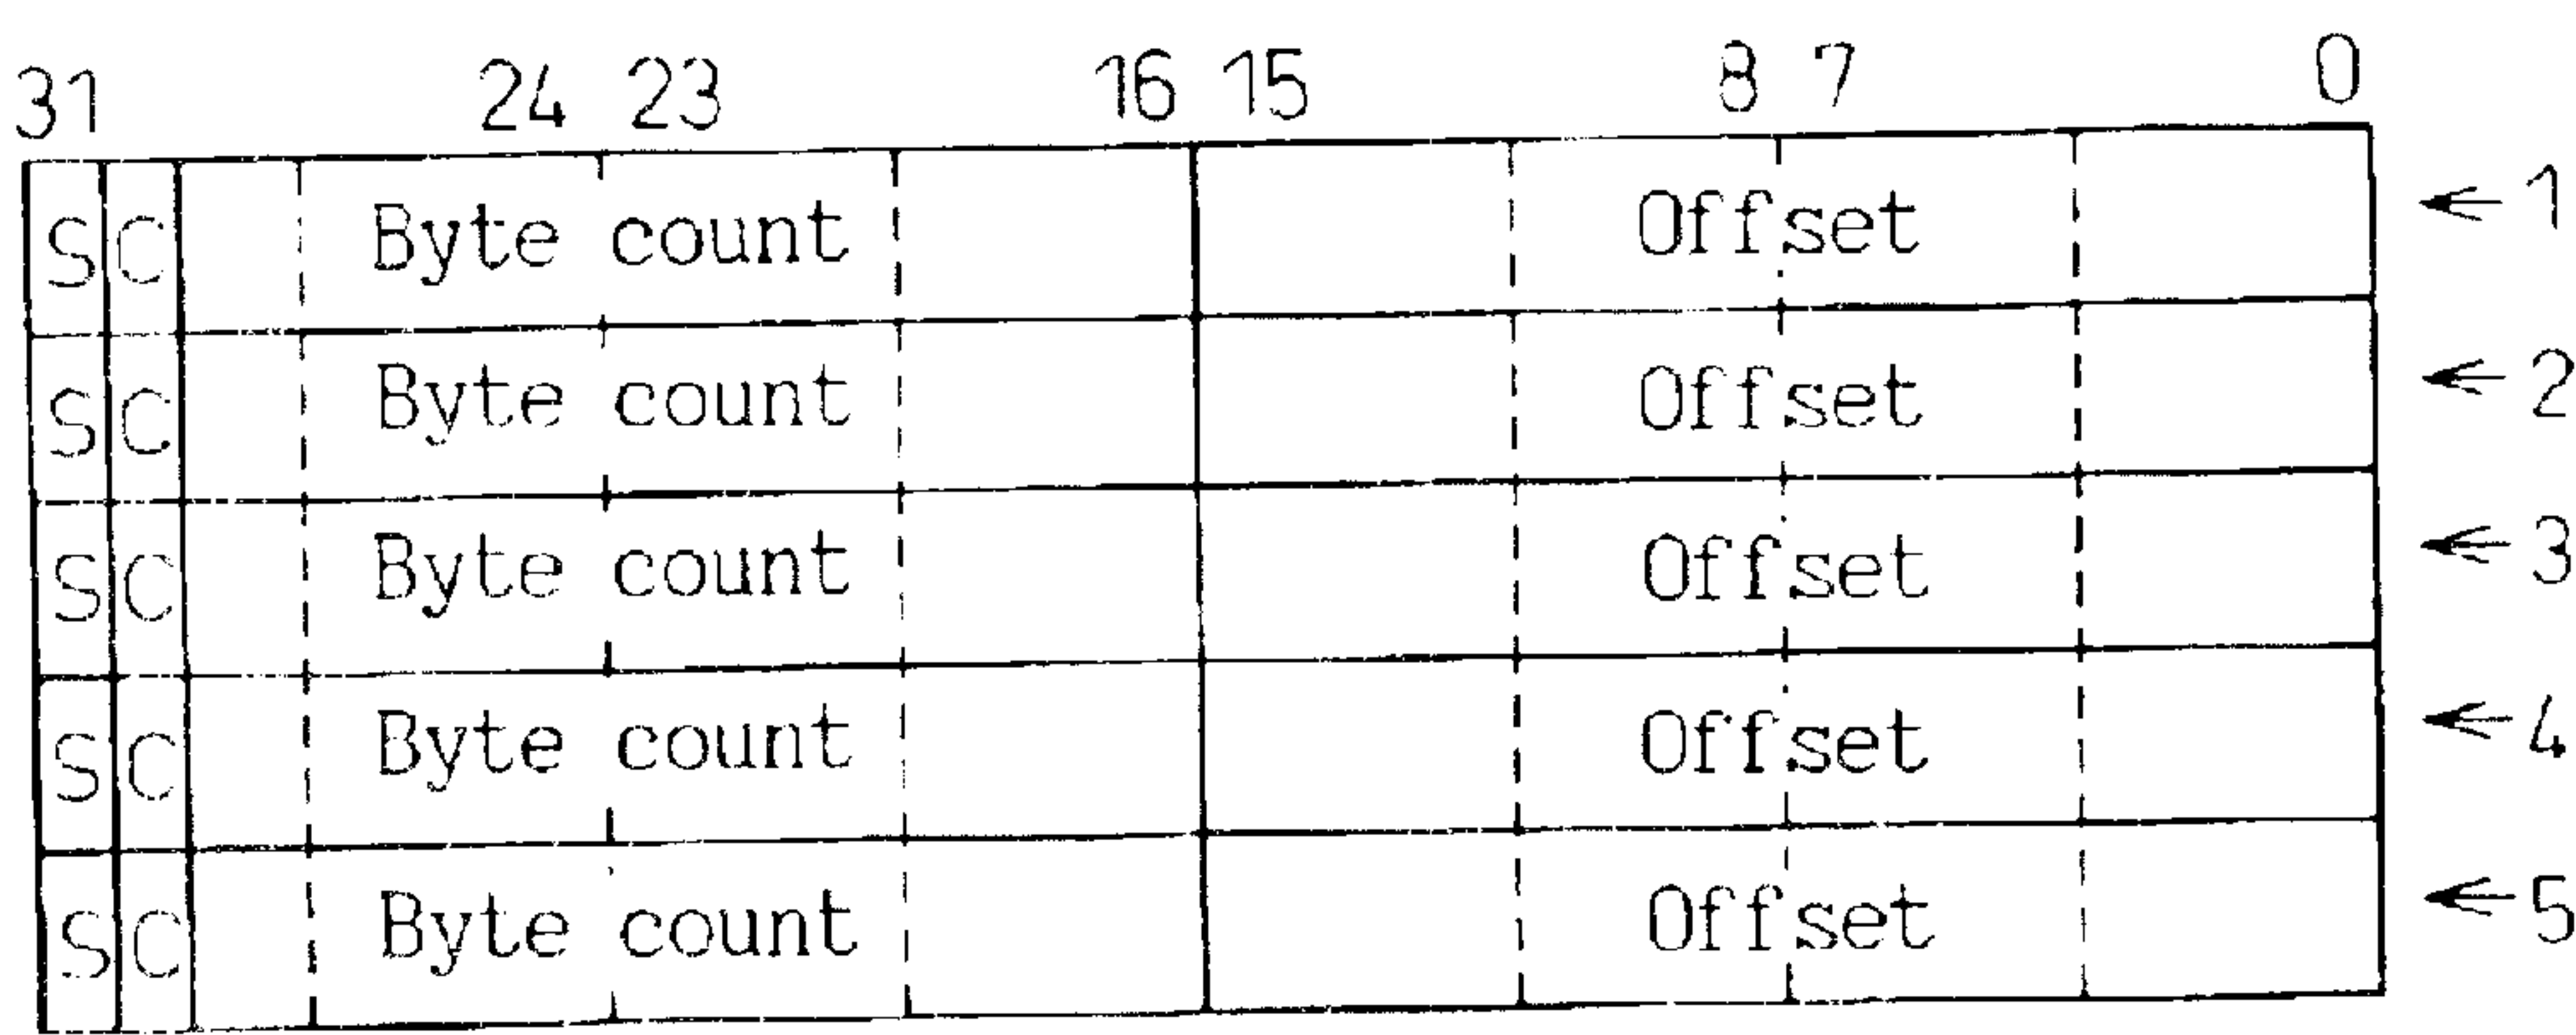 31 24 23 16 15 8 7 0
S C Byte count Offset ← 1
S C Byte count Offset ← 2
S C Byte count Offset ← 3
S C Byte count Offset ← 4
S C Byte count Offset ← 5